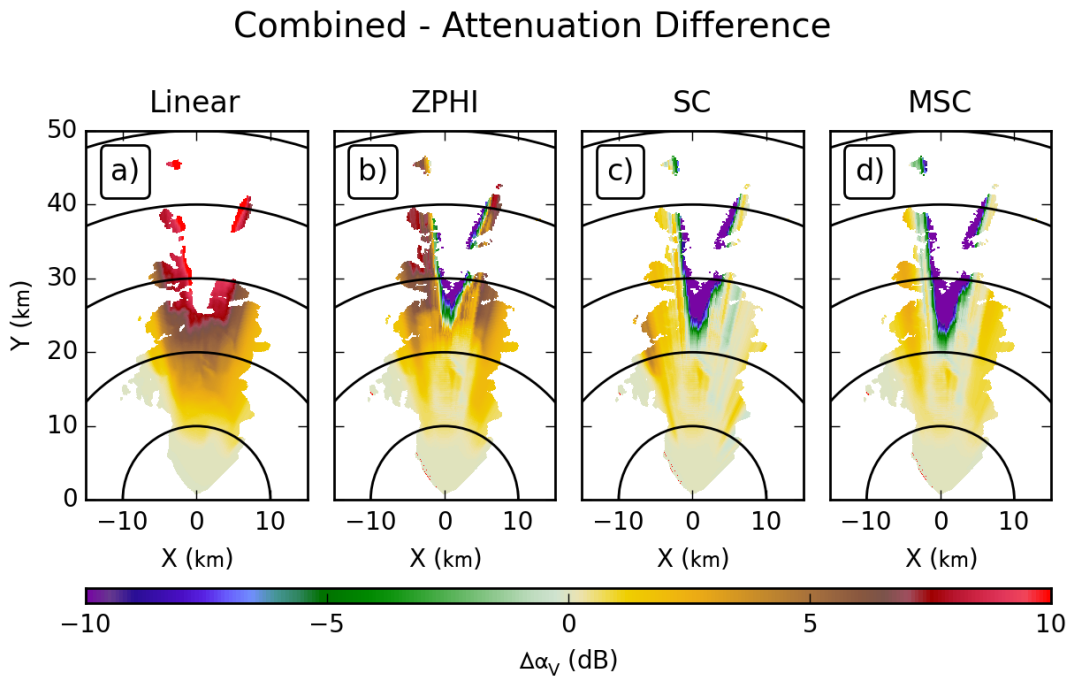 Combined - Attenuation Difference
Linear ZPHI SC MSC
a) b) c) d)
Y (km)
50
40
30
20
10
0
−10 0 10 −10 0 10 −10 0 10 −10 0 10
X (km) X (km) X (km) X (km)
−10 −5 0 5 10
Δα_V (dB)